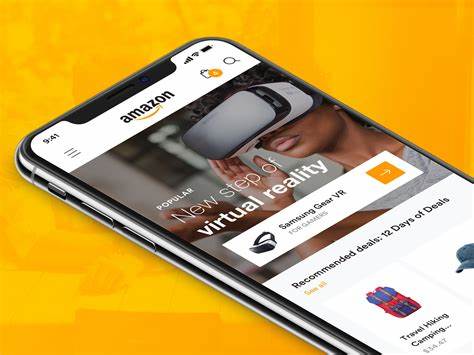 9:41
amazon
4
POPULAR
New step of
virtual reality
Samsung Gear VR
FOR GAMERS
Recommended deals: 12 Days of Deals
See all
Travel Hiking
Camping...
$34.47